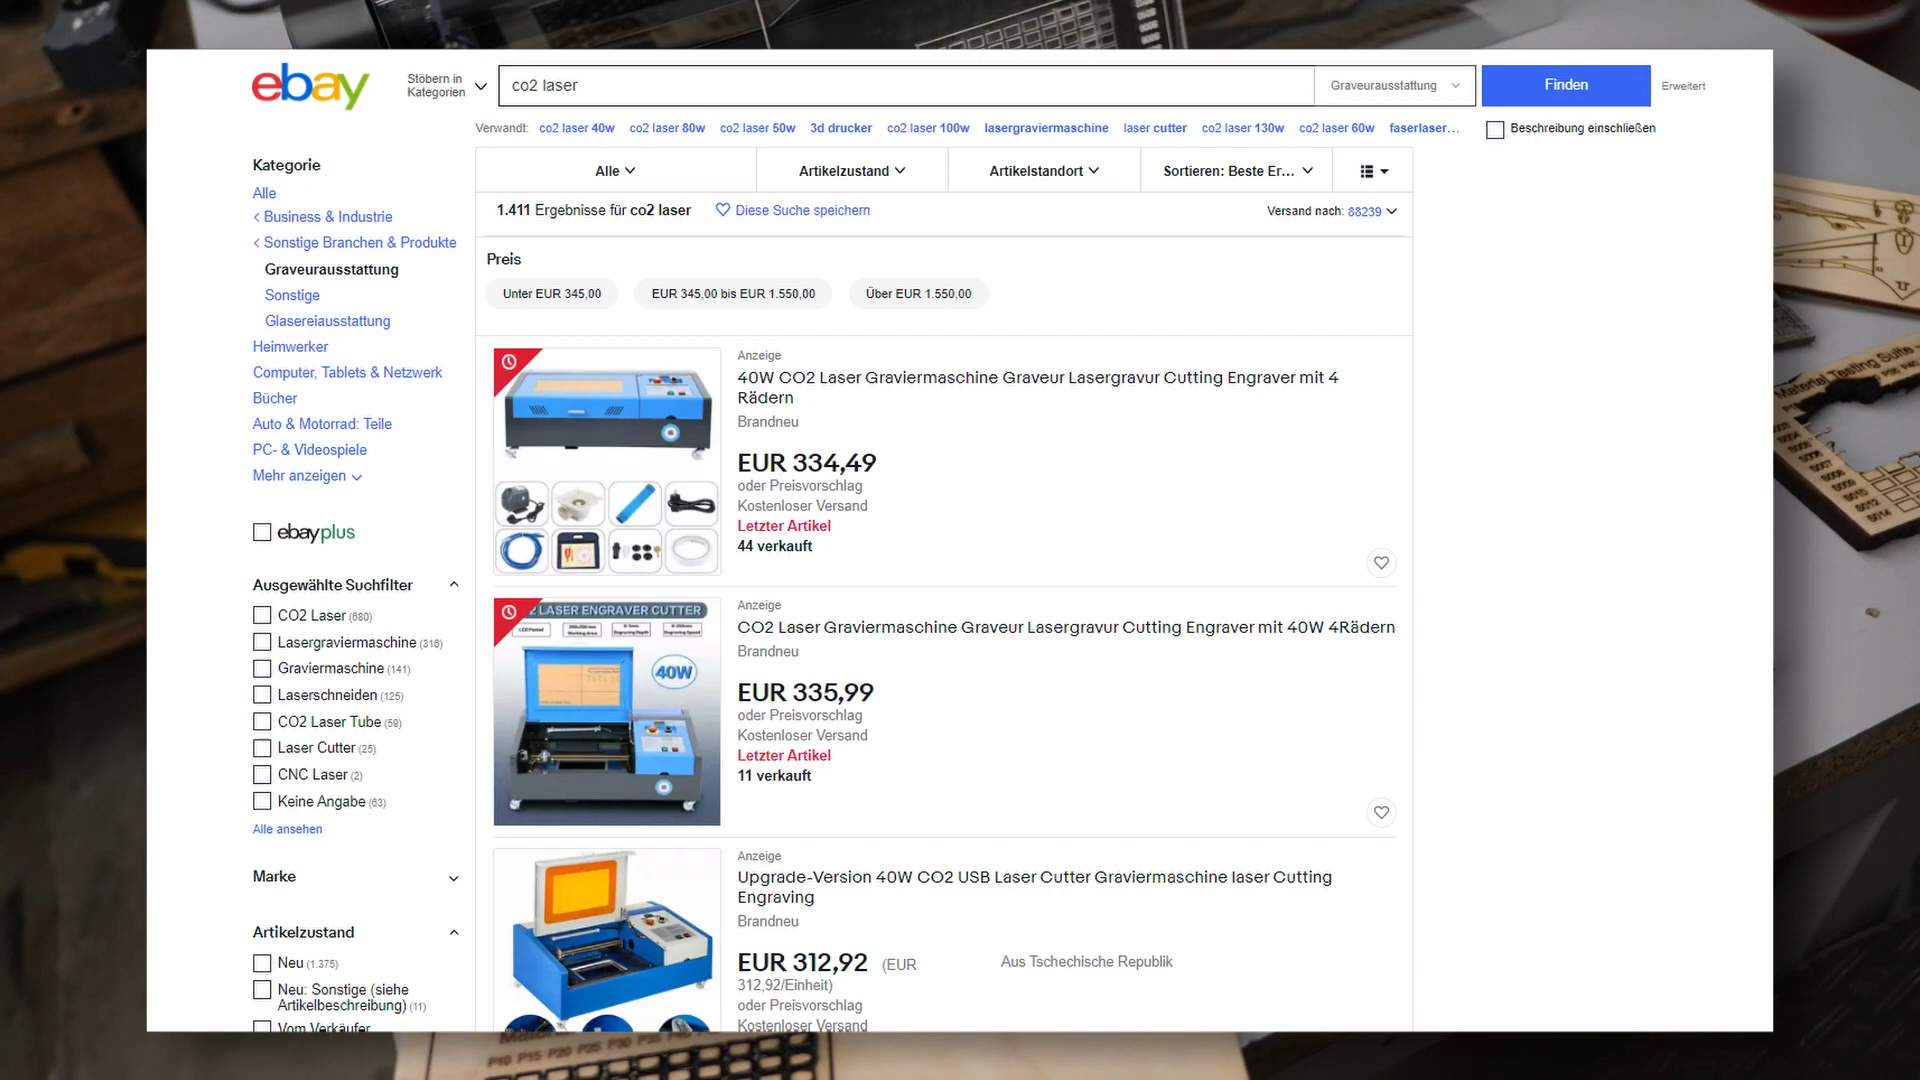 ebay
Stöbern in
Kategorien
co2 laser
Graveurausstattung
Finden
Erweitert
Verwandt: co2 laser 40w co2 laser 80w co2 laser 50w 3d drucker co2 laser 100w lasergraviermaschine laser cutter co2 laser 130w co2 laser 60w faserlaser...
Beschreibung einschließen
Kategorie
Alle
Business & Industrie
Sonstige Branchen & Produkte
Graveurausstattung
Sonstige
Glasereiausstattung
Heimwerker
Computer, Tablets & Netzwerk
Bücher
Auto & Motorrad: Teile
PC- & Videospiele
Mehr anzeigen
ebayplus
Ausgewählte Suchfilter
CO2 Laser (680)
Lasergraviermaschine (316)
Graviermaschine (141)
Laserschneiden (125)
CO2 Laser Tube (59)
Laser Cutter (25)
CNC Laser (2)
Keine Angabe (63)
Alle ansehen
Marke
Artikelzustand
Neu (1.375)
Neu: Sonstige (siehe
Artikelbeschreibung) (11)
Vom Verkäufer
Alle Artikelzustand Artikelstandort Sortieren: Beste Er...
1.411 Ergebnisse für co2 laser
Diese Suche speichern
Versand nach: 88239
Preis
Unter EUR 345,00
EUR 345,00 bis EUR 1.550,00
Über EUR 1.550,00
Anzeige
40W CO2 Laser Graviermaschine Graveur Lasergravur Cutting Engraver mit 4
Rädern
Brandneu
EUR 334,49
oder Preisvorschlag
Kostenloser Versand
Letzter Artikel
44 verkauft
LASER ENGRAVER CUTTER
40W
Anzeige
CO2 Laser Graviermaschine Graveur Lasergravur Cutting Engraver mit 40W 4Rädern
Brandneu
EUR 335,99
oder Preisvorschlag
Kostenloser Versand
Letzter Artikel
11 verkauft
Anzeige
Upgrade-Version 40W CO2 USB Laser Cutter Graviermaschine laser Cutting
Engraving
Brandneu
EUR 312,92 (EUR
312,92/Einheit)
oder Preisvorschlag
Kostenloser Versand
Aus Tschechische Republik
Material Testing Suite
P10 P15 P20 P25 P30 P35 P40